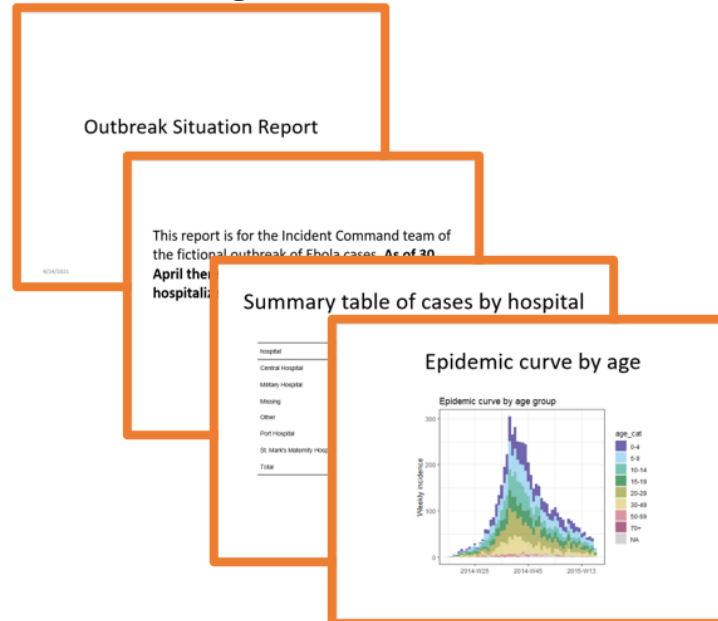 Outbreak Situation Report
6/24/2021
This report is for the Incident Command team of
the fictional outbreak of Ebola cases. As of 30
April
hospitaliz
Summary table of cases by hospital
hospital
Central Hospital
Military Hospital
Missing
Other
Port Hospital
St. Mark's Maternity Hosp
Total
Epidemic curve by age
Epidemic curve by age group
300
200
100
0
Weekly incidence
2014-W25
2014-W45
2015-W13
age_cat
0-4
5-9
10-14
15-19
20-29
30-49
50-69
70+
NA